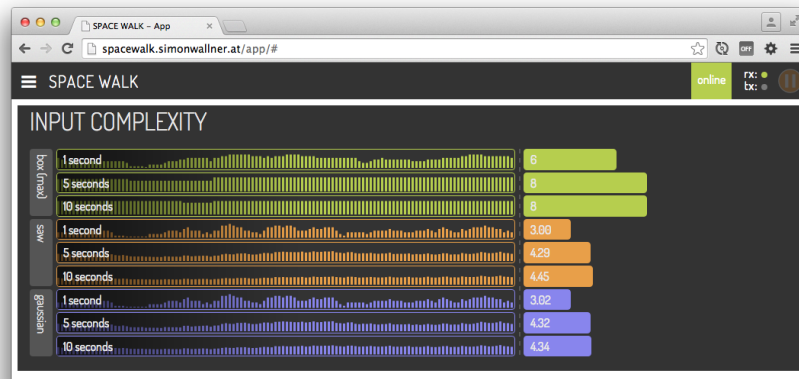 SPACE WALK – App
spacewalk.simonwallner.at/app/#
OFF
SPACE WALK
online
rx:
tx:
INPUT COMPLEXITY
box (max)
1 second
6
5 seconds
8
10 seconds
8
saw
1 second
3.00
5 seconds
4.29
10 seconds
4.45
gaussian
1 second
3.02
5 seconds
4.32
10 seconds
4.34